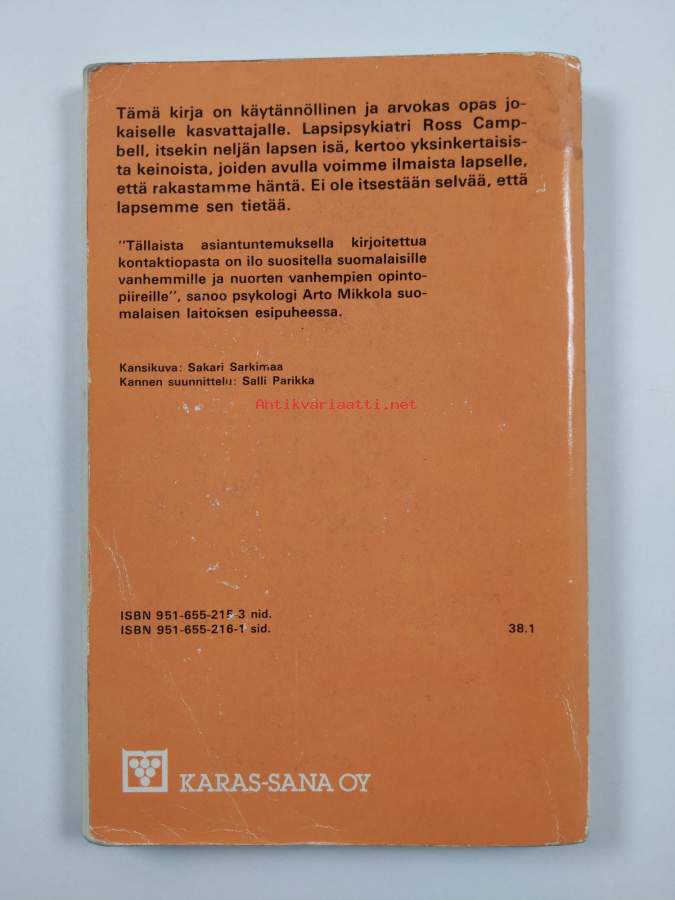 Tämä kirja on käytännöllinen ja arvokas opas jo-
kaiselle kasvattajalle. Lapsipsykiatri Ross Camp-
bell, itsekin neljän lapsen isä, kertoo yksinkertaisis-
ta keinoista, joiden avulla voimme ilmaista lapselle,
että rakastamme häntä. Ei ole itsestään selvää, että
lapsemme sen tietää.
"Tällaista asiantuntemuksella kirjoitettua
kontaktiopasta on ilo suositella suomalaisille
vanhemmille ja nuorten vanhempien opinto-
piireille", sanoo psykologi Arto Mikkola suo-
malaisen laitoksen esipuheessa.
Kansikuva: Sakari Sarkimaa
Kannen suunnittelu: Salli Parikka
Antikvariaatti.net
ISBN 951-655-215-3 nid.
ISBN 951-655-216-1 sid. 38.1
KARAS-SANA OY